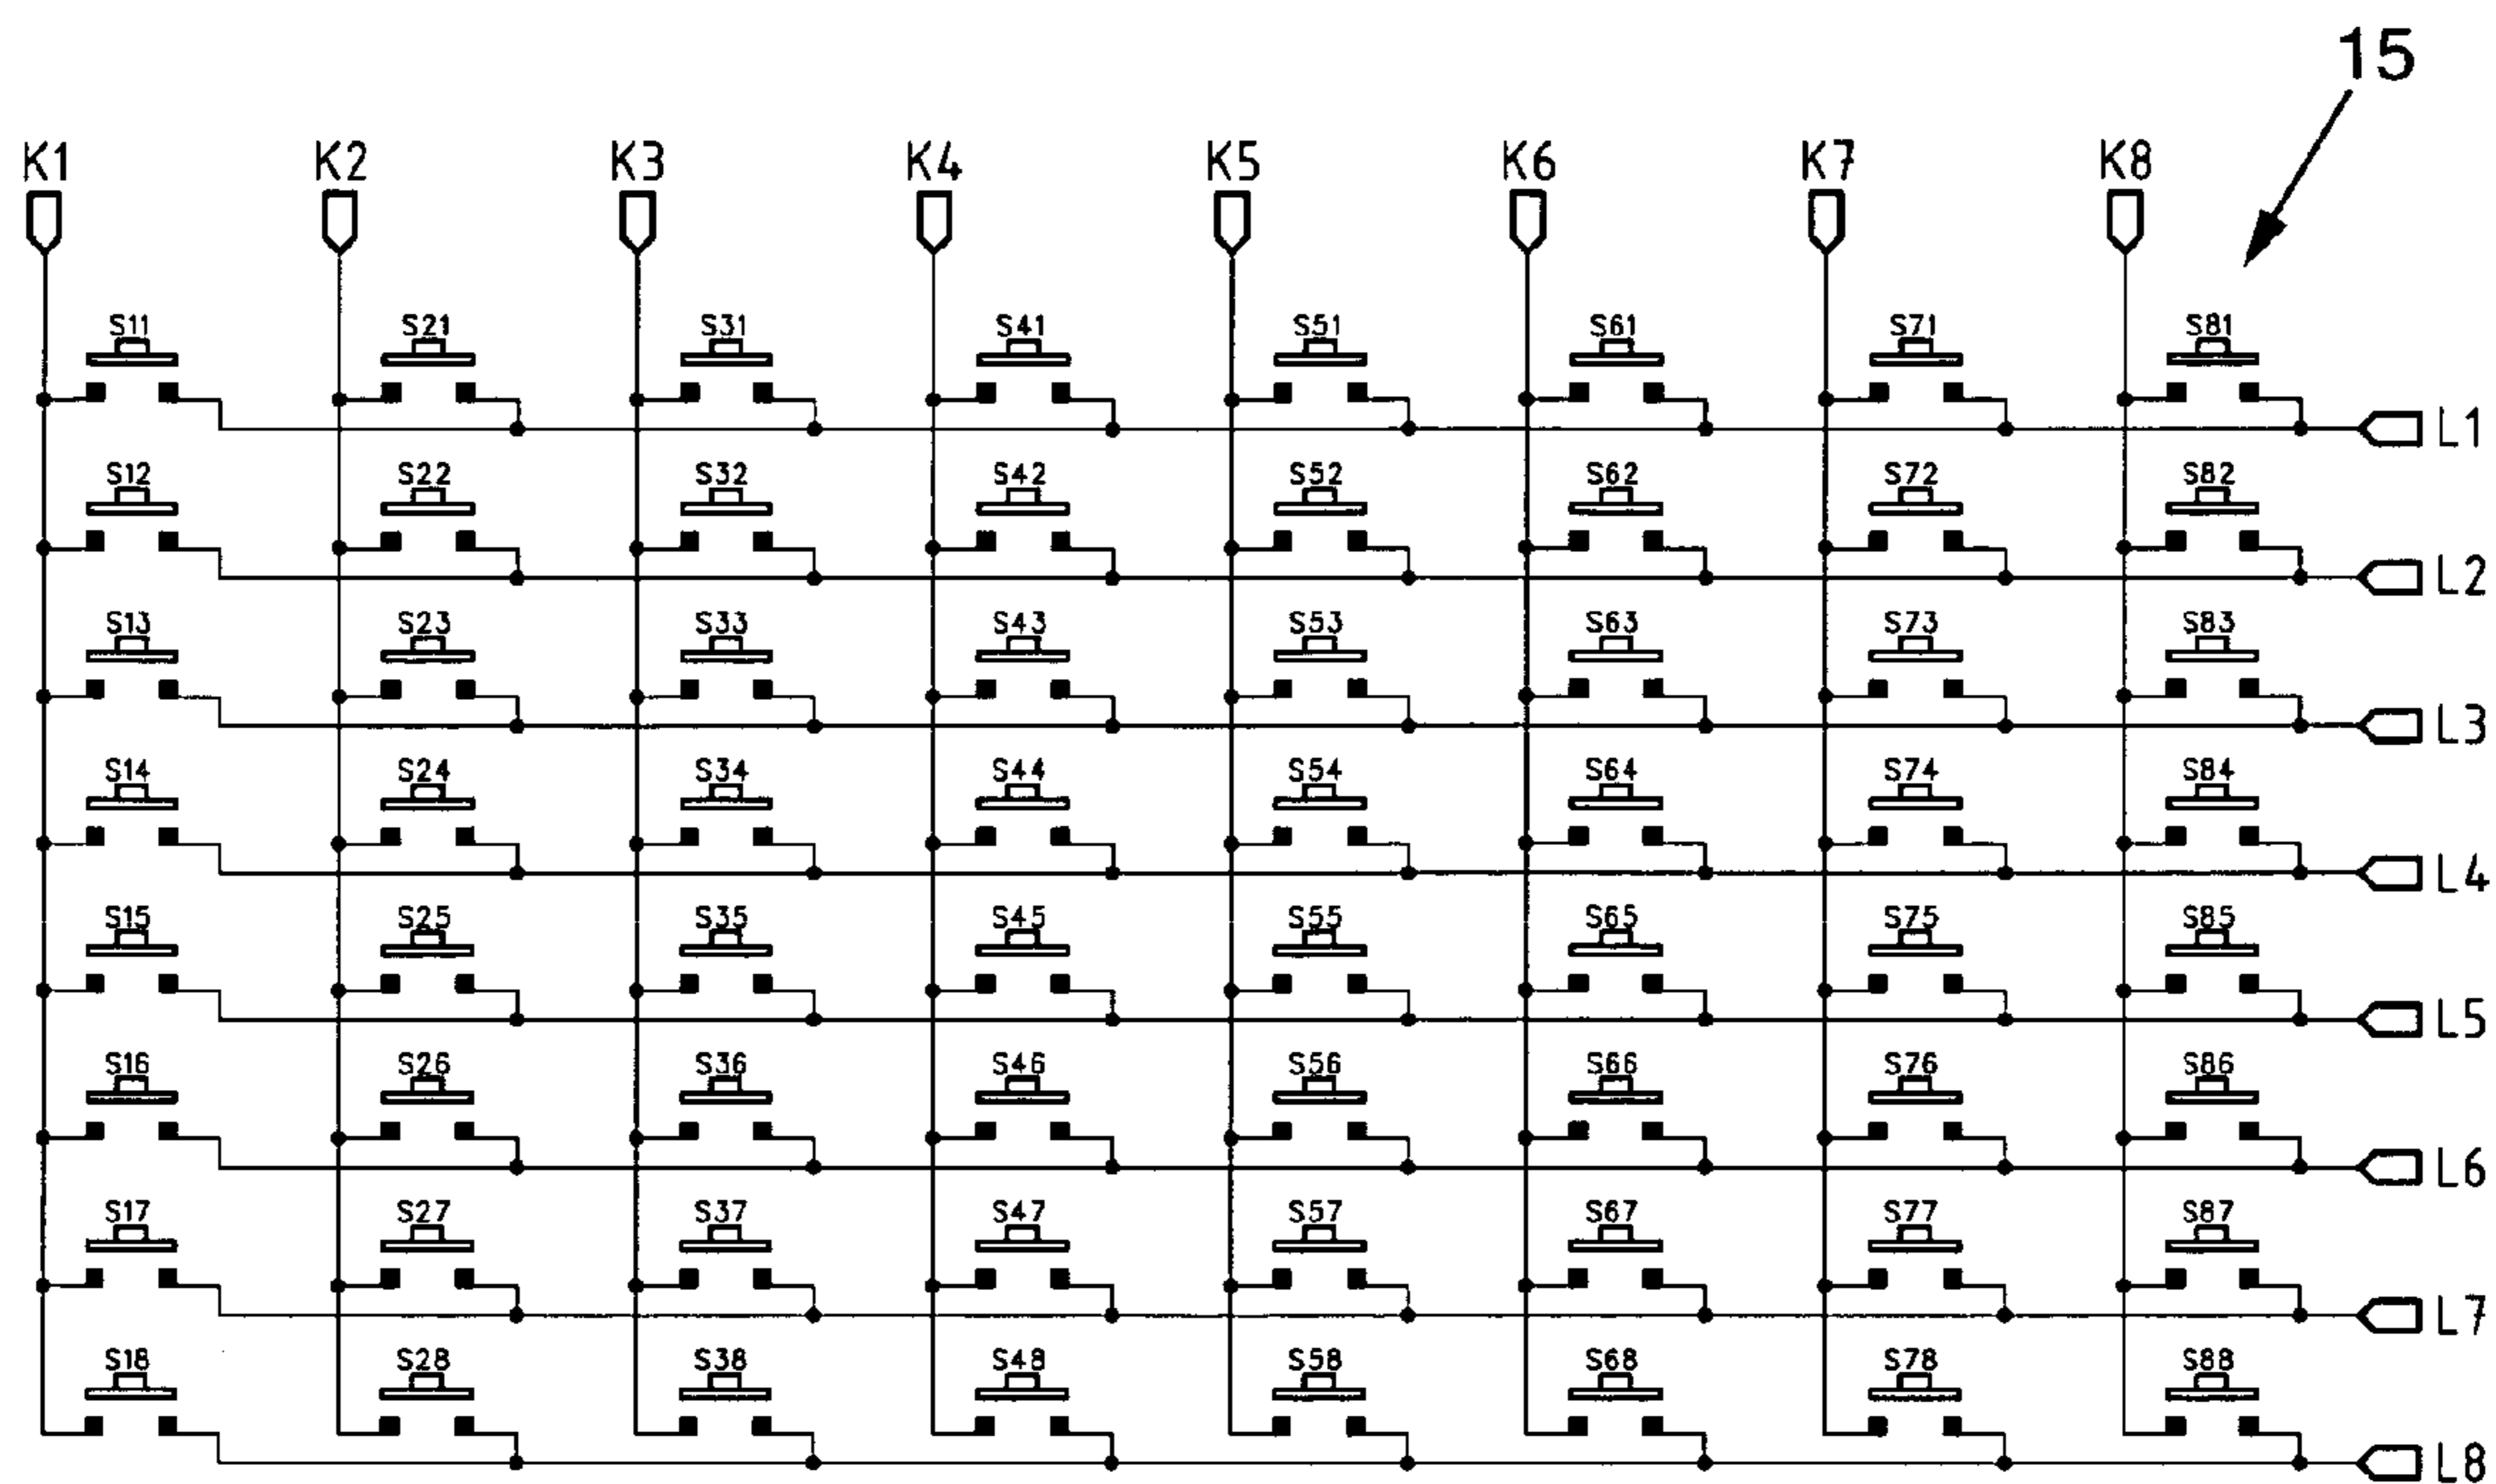 15
K1 K2 K3 K4 K5 K6 K7 K8
S11 S21 S31 S41 S51 S61 S71 S81
L1
S12 S22 S32 S42 S52 S62 S72 S82
L2
S13 S23 S33 S43 S53 S63 S73 S83
L3
S14 S24 S34 S44 S54 S64 S74 S84
L4
S15 S25 S35 S45 S55 S65 S75 S85
L5
S16 S26 S36 S46 S56 S66 S76 S86
L6
S17 S27 S37 S47 S57 S67 S77 S87
L7
S18 S28 S38 S48 S58 S68 S78 S88
L8